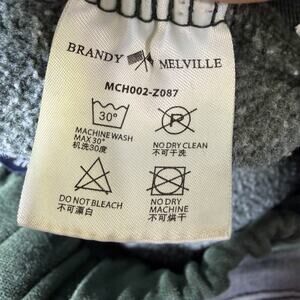 BRANDY MELVILLE
MCH002-Z087
30°
P
MACHINE WASH
MAX 30°
机洗30度
NO DRY CLEAN
不可干洗
DO NOT BLEACH
不可漂白
NO DRY
MACHINE
不可烘干